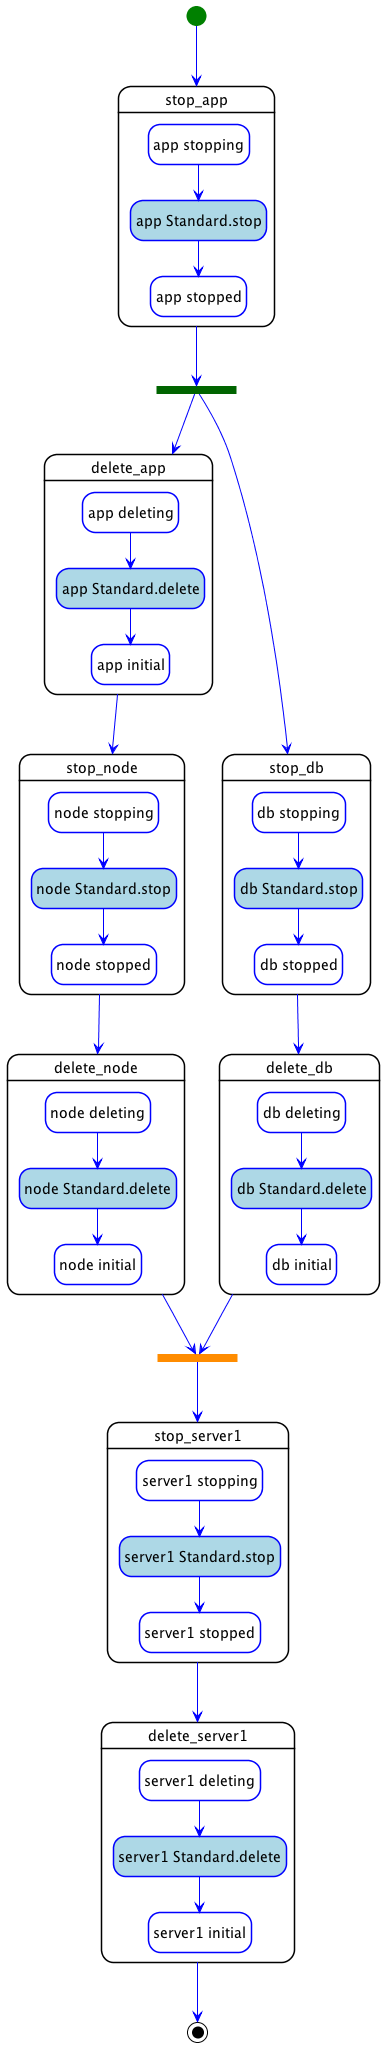 stop_app
app stopping
app Standard.stop
app stopped
delete_app
app deleting
app Standard.delete
app initial
stop_node
node stopping
node Standard.stop
node stopped
stop_db
db stopping
db Standard.stop
db stopped
delete_node
node deleting
node Standard.delete
node initial
delete_db
db deleting
db Standard.delete
db initial
stop_server1
server1 stopping
server1 Standard.stop
server1 stopped
delete_server1
server1 deleting
server1 Standard.delete
server1 initial